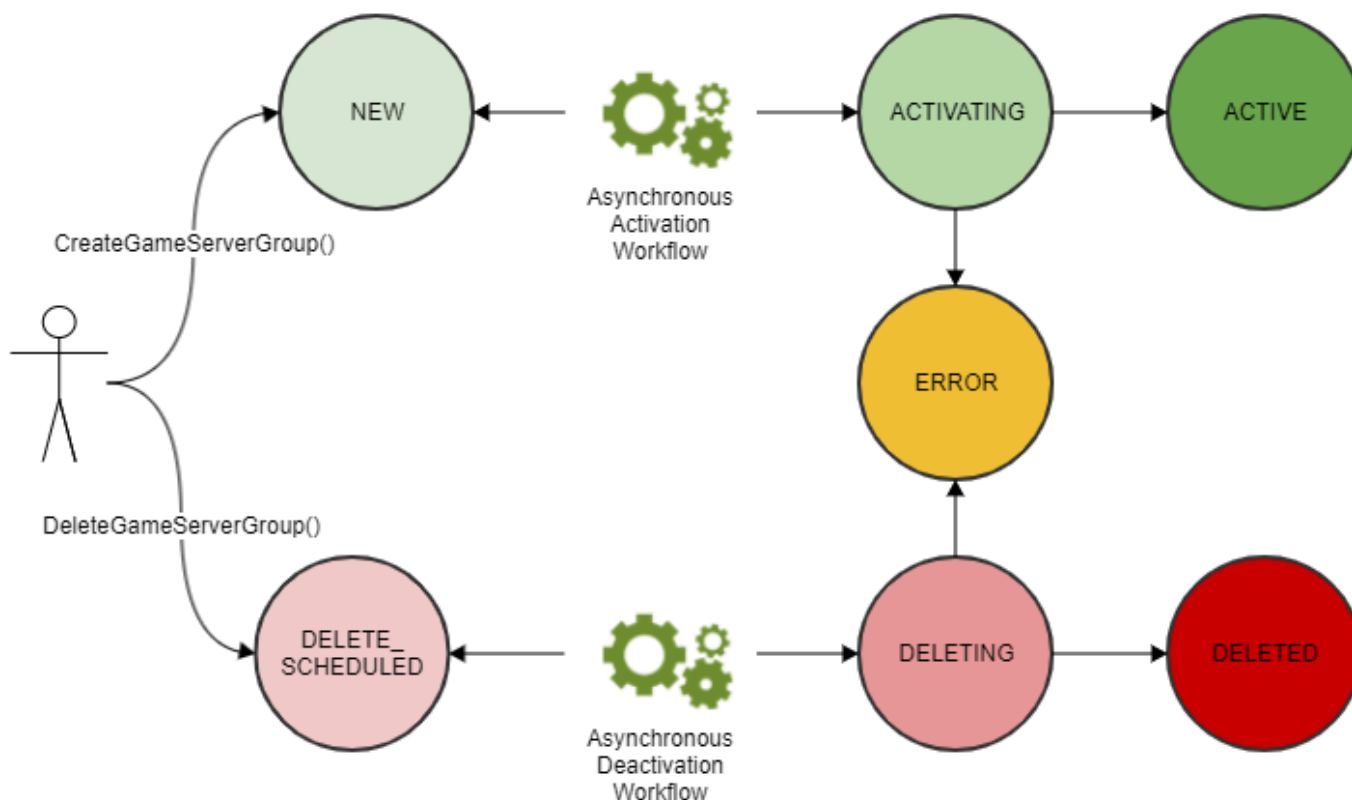 NEW
ACTIVATING
ACTIVE
Asynchronous
Activation
Workflow
CreateGameServerGroup()
ERROR
DeleteGameServerGroup()
DELETE_
SCHEDULED
DELETING
DELETED
Asynchronous
Deactivation
Workflow